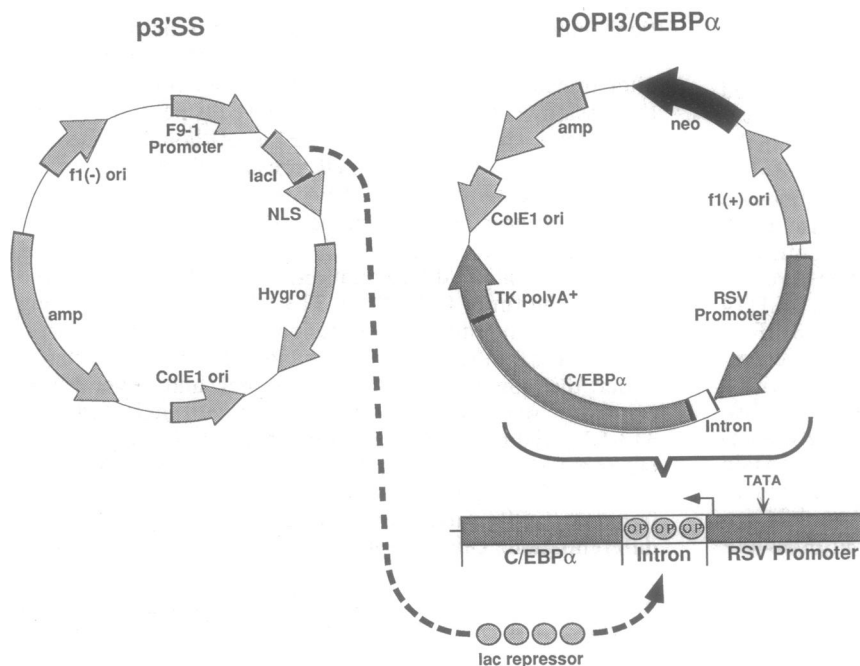 p3'SS
F9-1
Promoter
lacI
NLS
Hygro
ColE1 ori
amp
f1(-) ori
pOPI3/CEBPα
neo
f1(+) ori
RSV
Promoter
Intron
C/EBPα
TK polyA+
ColE1 ori
amp
TATA
OP OP OP
C/EBPα Intron RSV Promoter
lac repressor